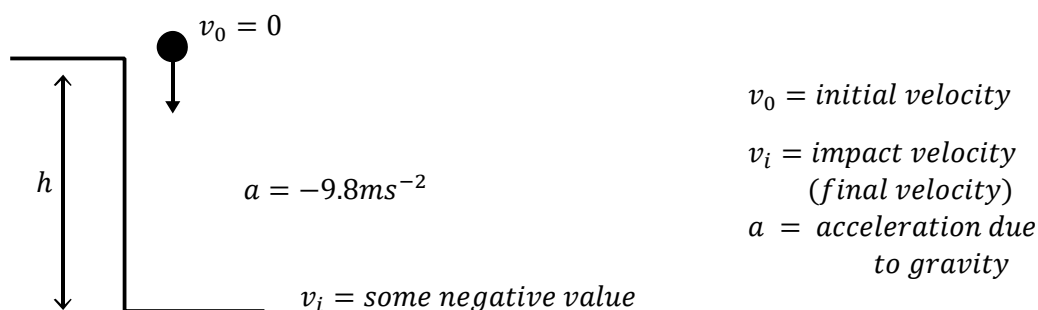 v₀ = 0
v₀ = initial velocity
vᵢ = impact velocity
(final velocity)
h
a = −9.8ms⁻²
a = acceleration due
to gravity
vᵢ = some negative value